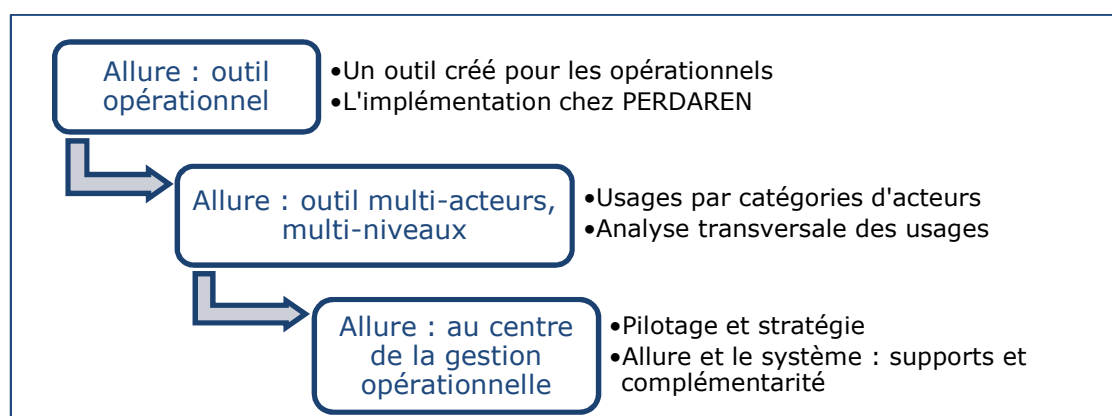 Allure : outil
opérationnel
•Un outil créé pour les opérationnels
•L'implémentation chez PERDAREN
Allure : outil multi-acteurs,
multi-niveaux
•Usages par catégories d'acteurs
•Analyse transversale des usages
Allure : au centre
de la gestion
opérationnelle
•Pilotage et stratégie
•Allure et le système : supports et
complémentarité